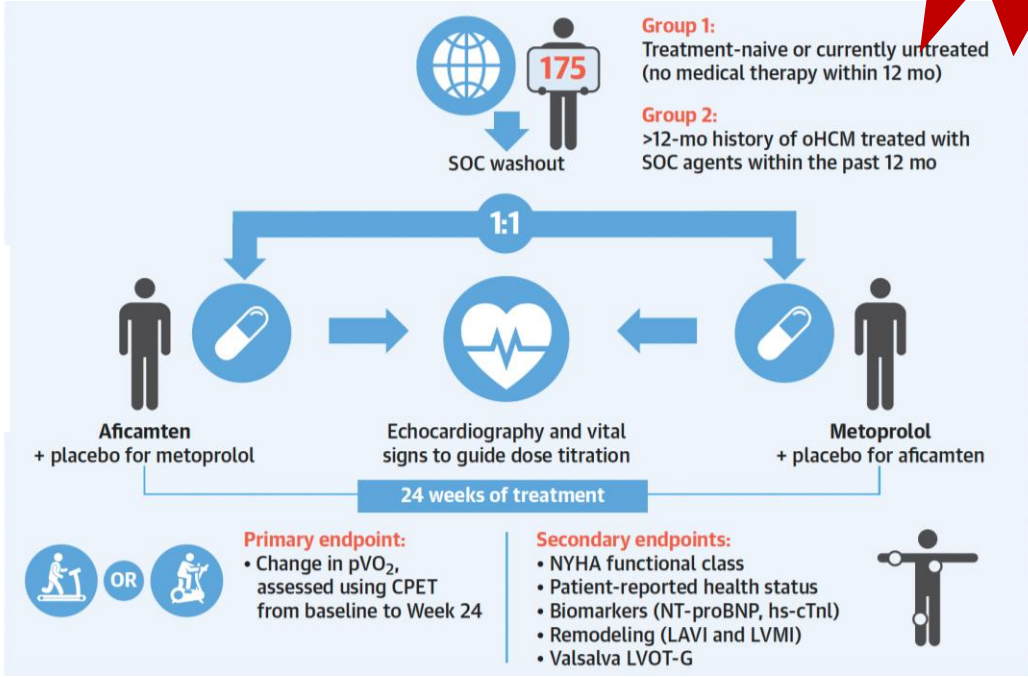 175
Group 1:
Treatment-naive or currently untreated
(no medical therapy within 12 mo)
Group 2:
>12-mo history of oHCM treated with
SOC agents within the past 12 mo
SOC washout
1:1
Aficamten
+ placebo for metoprolol
Echocardiography and vital
signs to guide dose titration
Metoprolol
+ placebo for aficamten
24 weeks of treatment
OR
Primary endpoint:
• Change in pVO₂,
assessed using CPET
from baseline to Week 24
Secondary endpoints:
• NYHA functional class
• Patient-reported health status
• Biomarkers (NT-proBNP, hs-cTnI)
• Remodeling (LAVI and LVMI)
• Valsalva LVOT-G